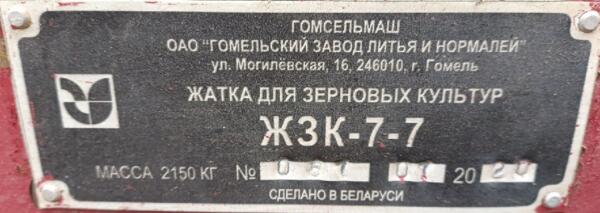 ГОМСЕЛЬМАШ
ОАО "ГОМЕЛЬСКИЙ ЗАВОД ЛИТЬЯ И НОРМАЛЕЙ"
ул. Могилёвская, 16, 246010, г. Гомель
ЖАТКА ДЛЯ ЗЕРНОВЫХ КУЛЬТУР
ЖЗК-7-7
МАССА 2150 КГ № 2020
СДЕЛАНО В БЕЛАРУСИ